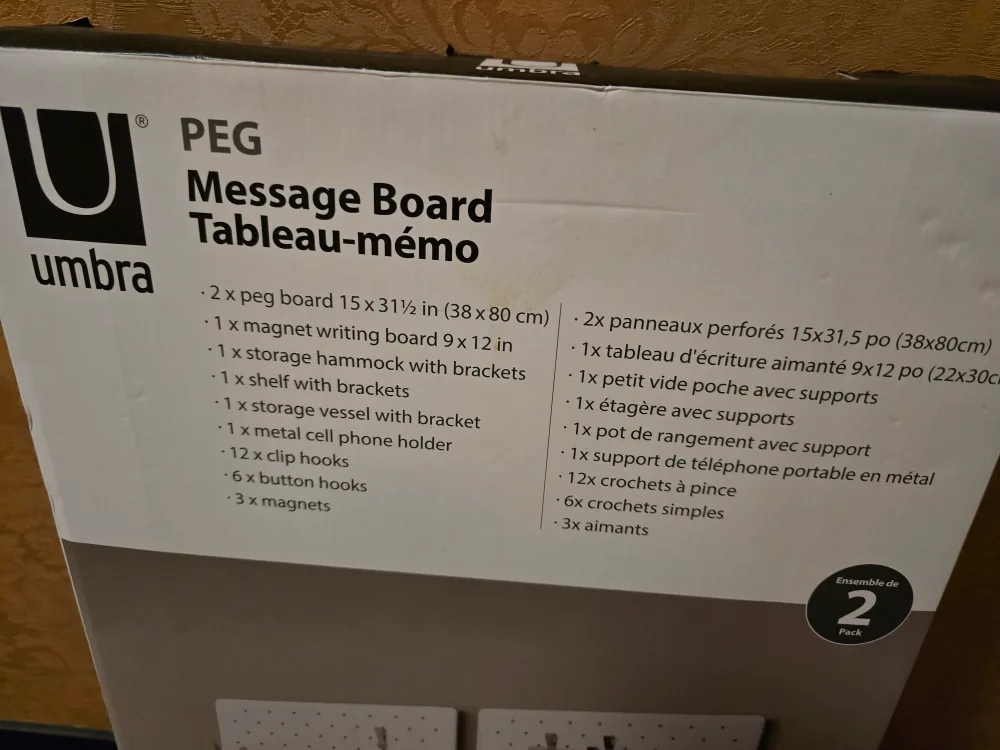 umbra
®
umbra
PEG
Message Board
Tableau-mémo
· 2 x peg board 15 x 31½ in (38 x 80 cm)
· 1 x magnet writing board 9 x 12 in
· 1 x storage hammock with brackets
· 1 x shelf with brackets
· 1 x storage vessel with bracket
· 1 x metal cell phone holder
· 12 x clip hooks
· 6 x button hooks
· 3 x magnets
· 2x panneaux perforés 15x31,5 po (38x80cm)
· 1x tableau d'écriture aimanté 9x12 po (22x30c
· 1x petit vide poche avec supports
· 1x étagère avec supports
· 1x pot de rangement avec support
· 1x support de téléphone portable en métal
· 12x crochets à pince
· 6x crochets simples
· 3x aimants
Ensemble de
2
Pack